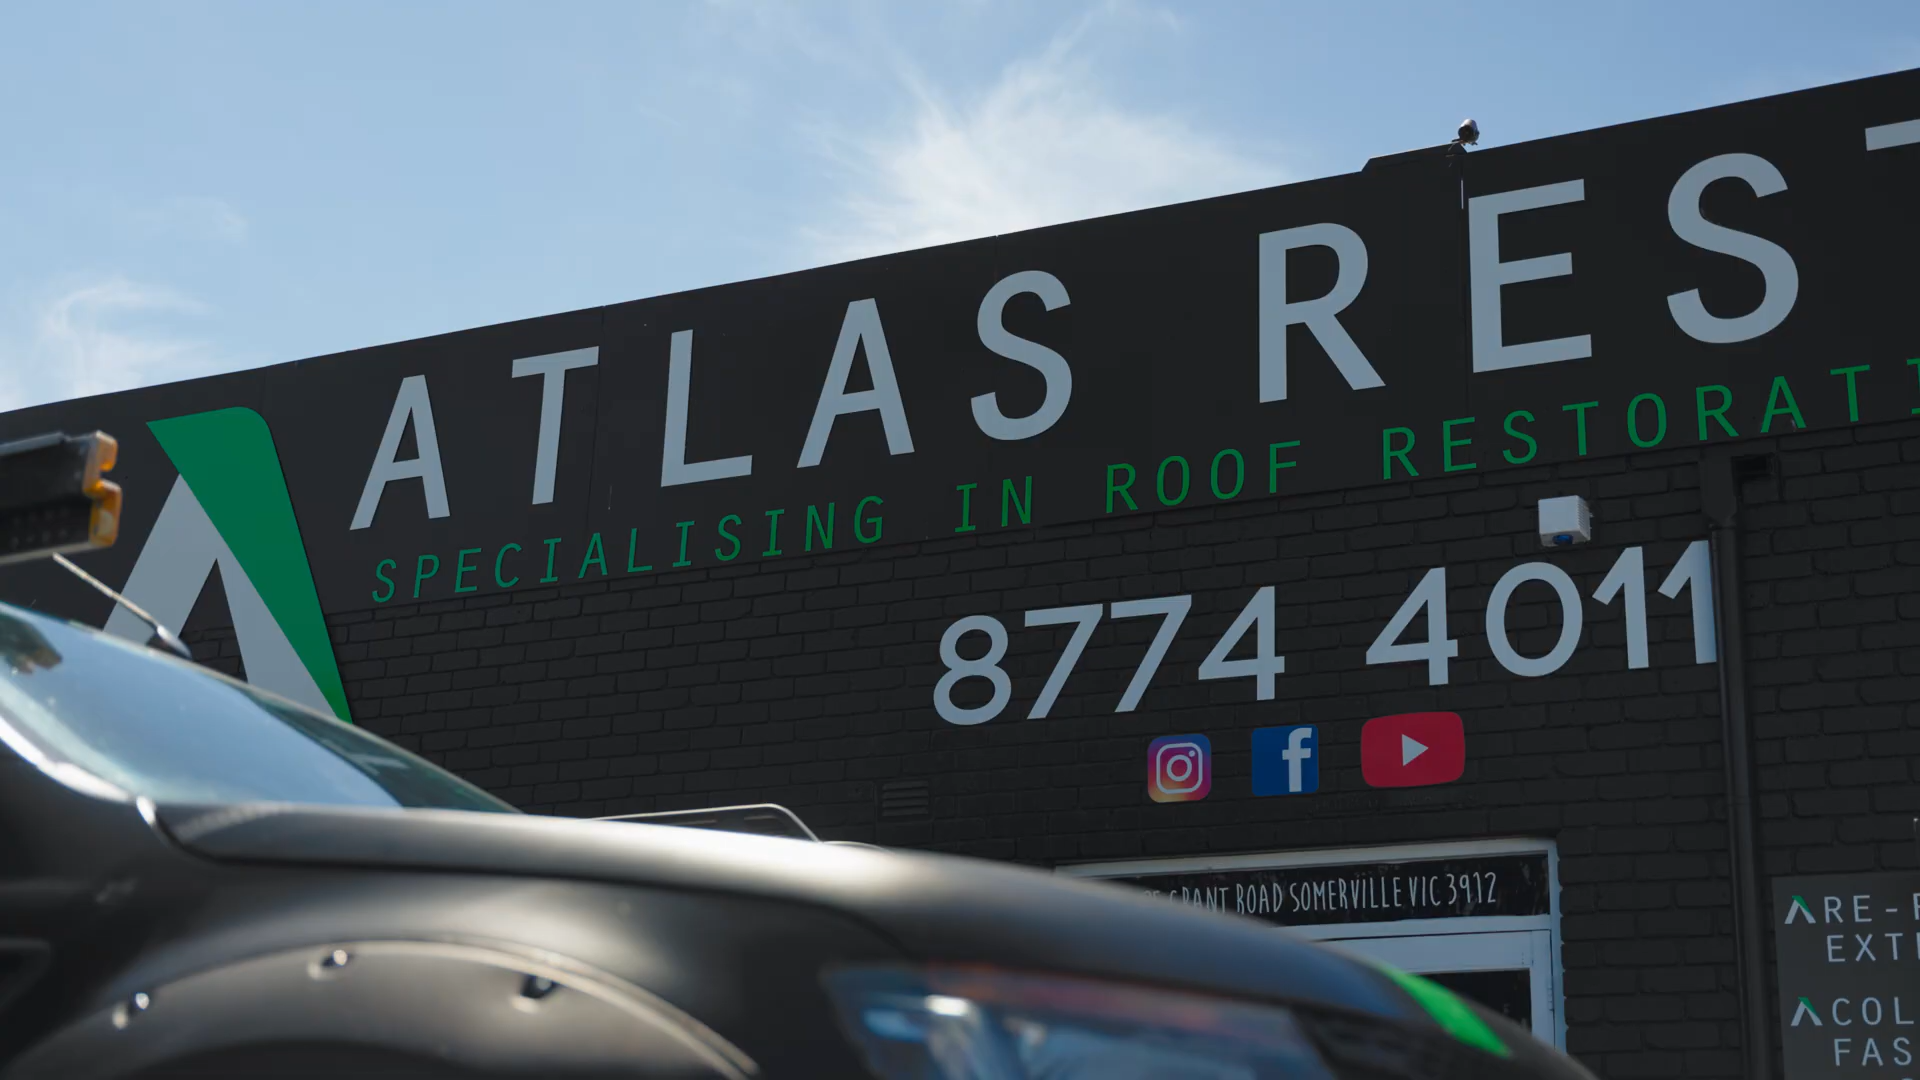 ATLAS REST
SPECIALISING IN ROOF RESTORATI
8774 4011
f
GRANT ROAD SOMERVILLE VIC 3912
RE-
EXT
COL
FAS